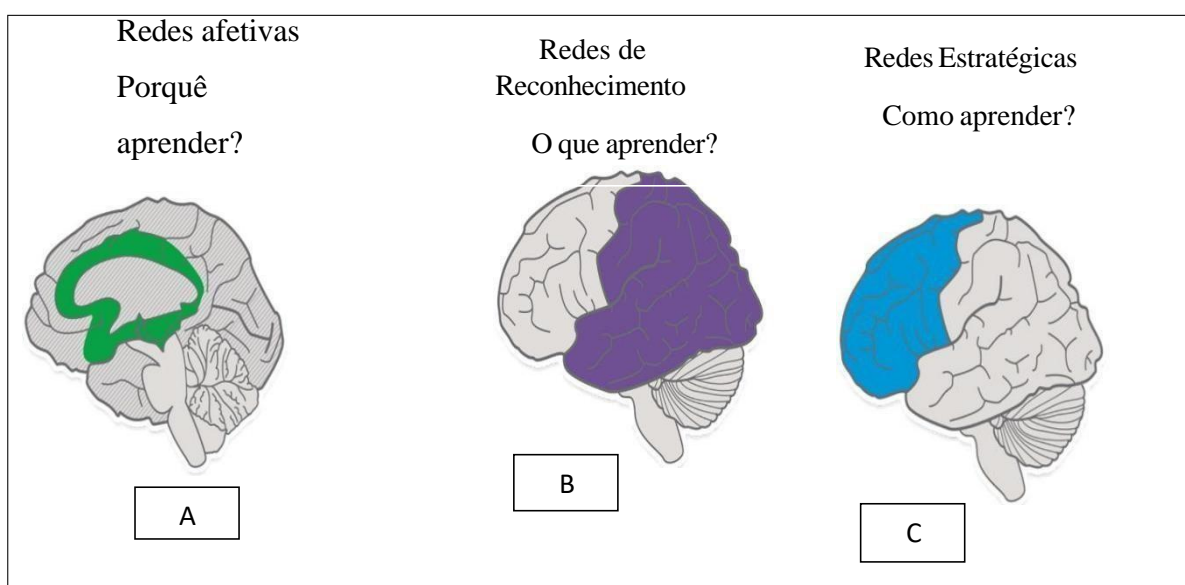 Redes afetivas
Porquê
aprender?
A
Redes de
Reconhecimento
O que aprender?
B
Redes Estratégicas
Como aprender?
C